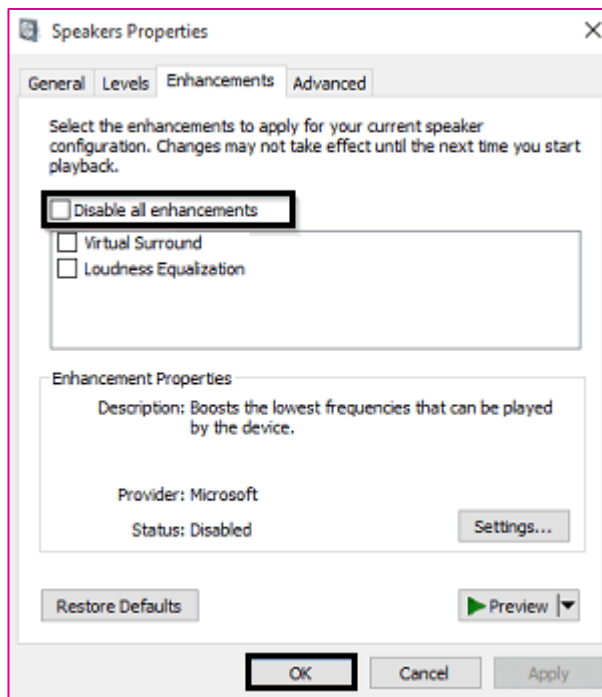 Speakers Properties
General Levels Enhancements Advanced
Select the enhancements to apply for your current speaker
configuration. Changes may not take effect until the next time you start
playback.
Disable all enhancements
Virtual Surround
Loudness Equalization
Enhancement Properties
Description: Boosts the lowest frequencies that can be played
by the device.
Provider: Microsoft
Status: Disabled
Settings...
Restore Defaults
Preview
OK Cancel Apply